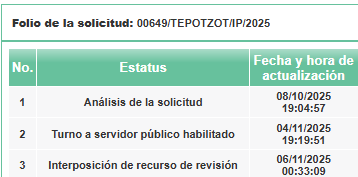 Folio de la solicitud: 00649/TEPOTZOT/IP/2025
No. Estatus Fecha y hora de
actualización
1 Análisis de la solicitud 08/10/2025
19:04:57
2 Turno a servidor público habilitado 04/11/2025
19:19:51
3 Interposición de recurso de revisión 06/11/2025
00:33:09